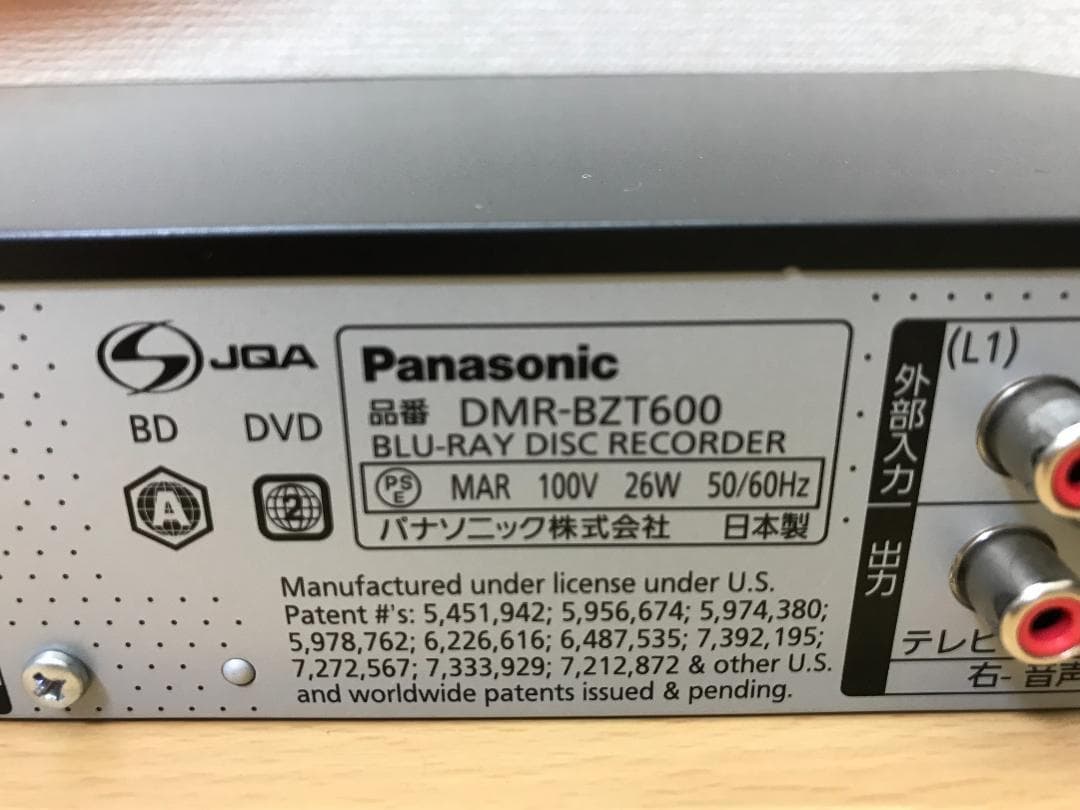 JQA
BD DVD
A 2
Panasonic
品番 DMR-BZT600
BLU-RAY DISC RECORDER
PS E MAR 100V 26W 50/60Hz
パナソニック株式会社 日本製
Manufactured under license under U.S.
Patent #'s: 5,451,942; 5,956,674; 5,974,380;
5,978,762; 6,226,616; 6,487,535; 7,392,195;
7,272,567; 7,333,929; 7,212,872 & other U.S.
and worldwide patents issued & pending.
外部入力
(L1)
出力
テレビ
右- 音声